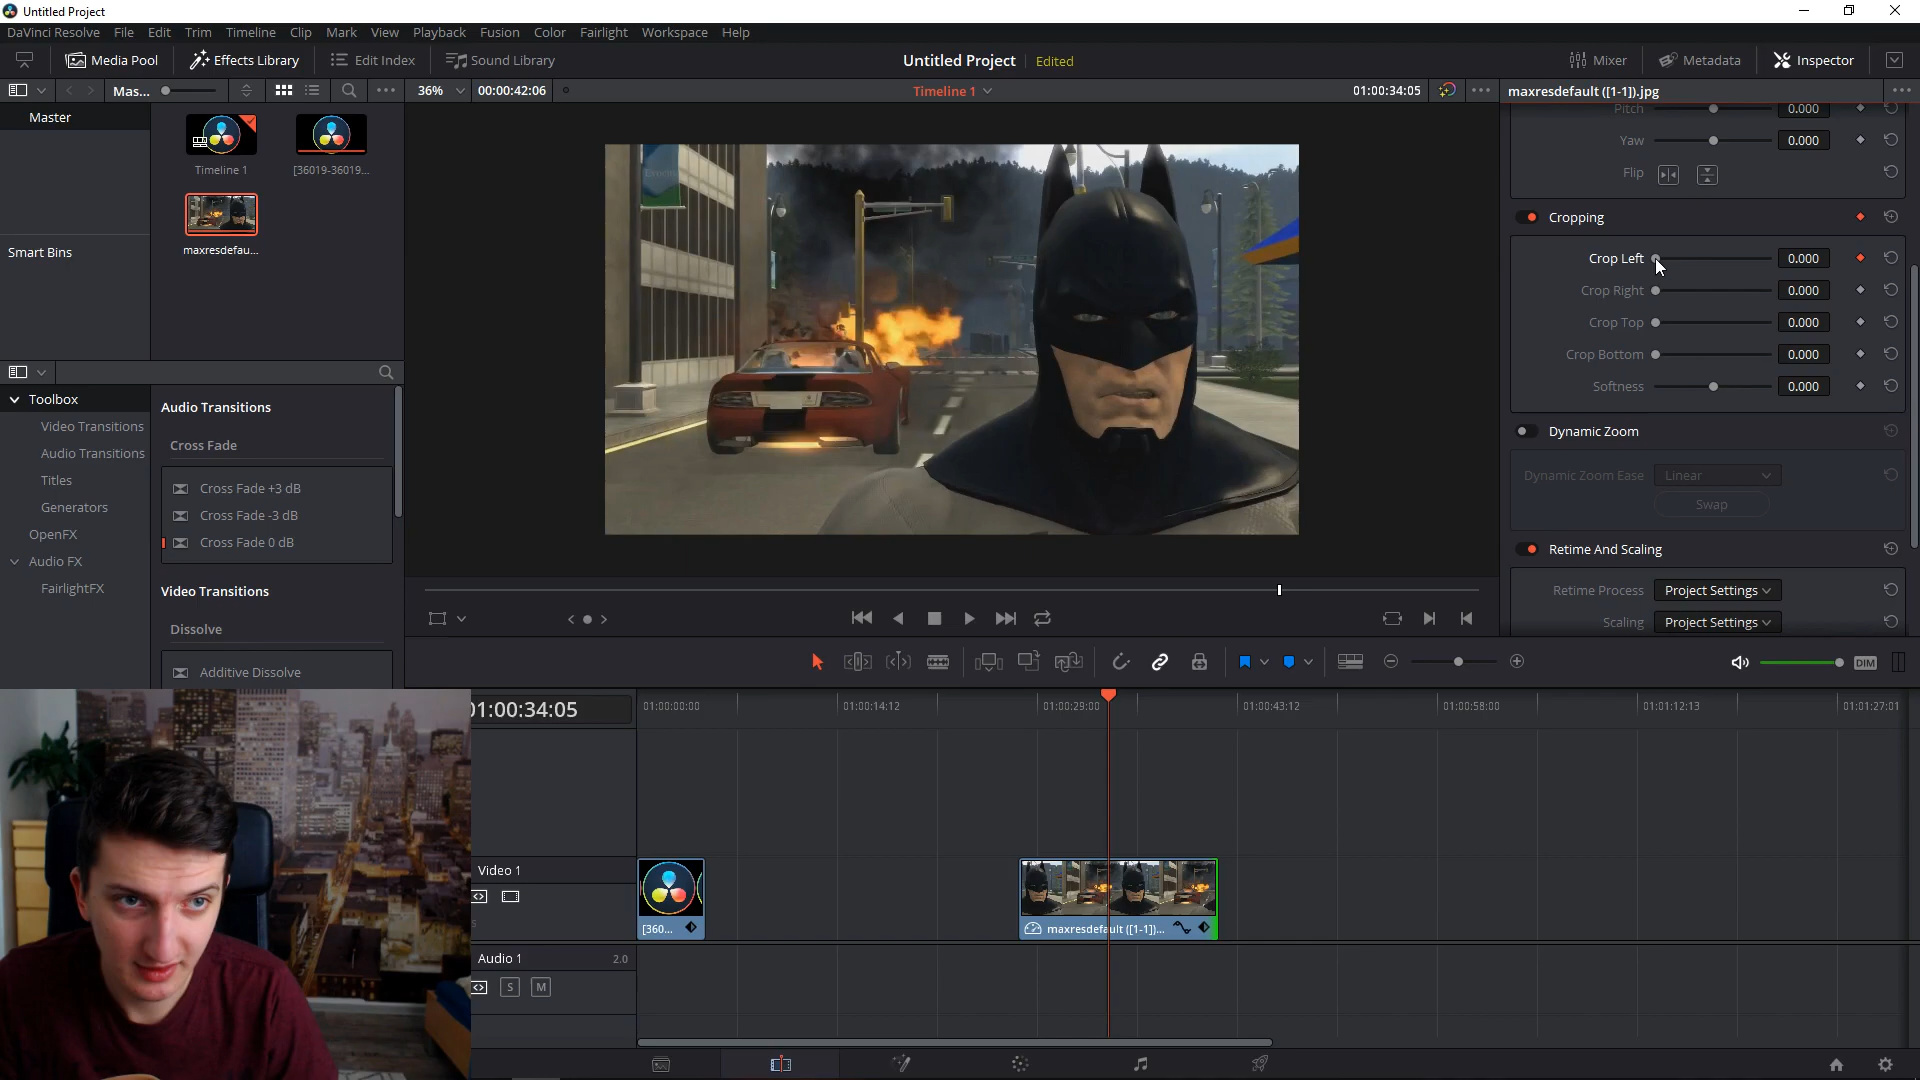 Untitled Project
DaVinci Resolve File Edit Trim Timeline Clip Mark View Playback Fusion Color Fairlight Workspace Help
Media Pool Effects Library Edit Index Sound Library Untitled Project Edited Mixer Metadata Inspector
Mas... 36% 00:00:42:06 Timeline 1 01:00:34:05 maxresdefault ([1-1]).jpg
Master
Timeline 1 [36019-36019...
maxresdefau...
Smart Bins
Toolbox
Video Transitions
Audio Transitions
Titles
Generators
OpenFX
Audio FX
FairlightFX
Audio Transitions
Cross Fade
Cross Fade +3 dB
Cross Fade -3 dB
Cross Fade 0 dB
Video Transitions
Dissolve
Additive Dissolve
Pitch 0.000
Yaw 0.000
Flip
Cropping
Crop Left 0.000
Crop Right 0.000
Crop Top 0.000
Crop Bottom 0.000
Softness 0.000
Dynamic Zoom
Dynamic Zoom Ease Linear
Swap
Retime And Scaling
Retime Process Project Settings
Scaling Project Settings
DIM
01:00:34:05
01:00:00:00 01:00:14:12 01:00:29:00 01:00:43:12 01:00:58:00 01:01:12:13 01:01:27:01
Video 1
[360... maxresdefault ([1-1])...
Audio 1 2.0
S M